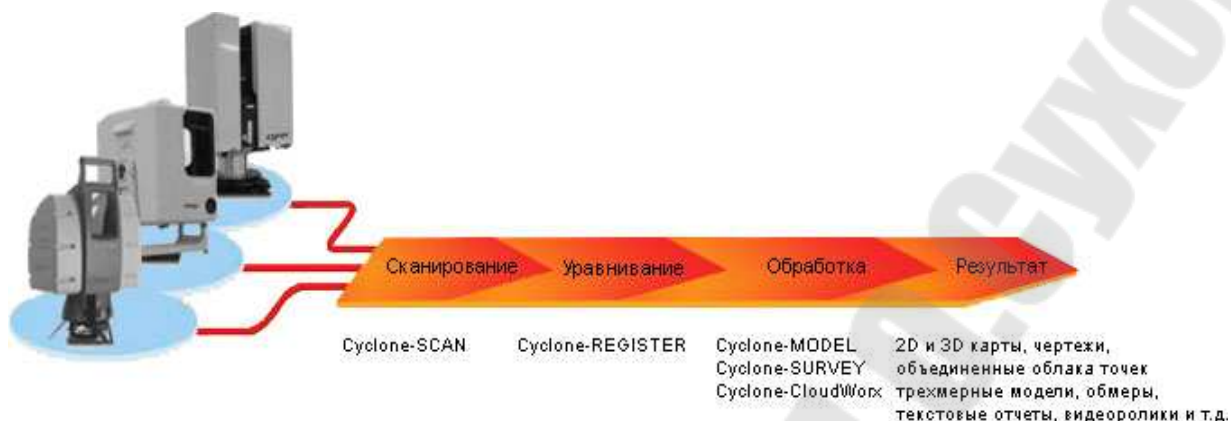 Сканирование Уравнивание Обработка Результат
Cyclone-SCAN Cyclone-REGISTER Cyclone-MODEL 2D и 3D карты, чертежи,
Cyclone-SURVEY объединенные облака точек
Cyclone-CloudWorx трехмерные модели, обмеры,
текстовые отчеты, видеоролики и т.д.